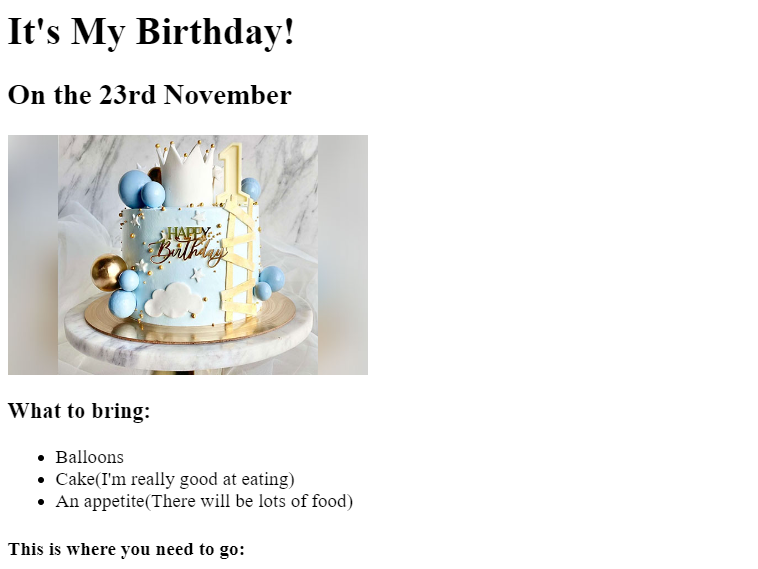 It's My Birthday!
On the 23rd November
1
HAPPY
Birthday
What to bring:
Balloons
Cake(I'm really good at eating)
An appetite(There will be lots of food)
This is where you need to go: